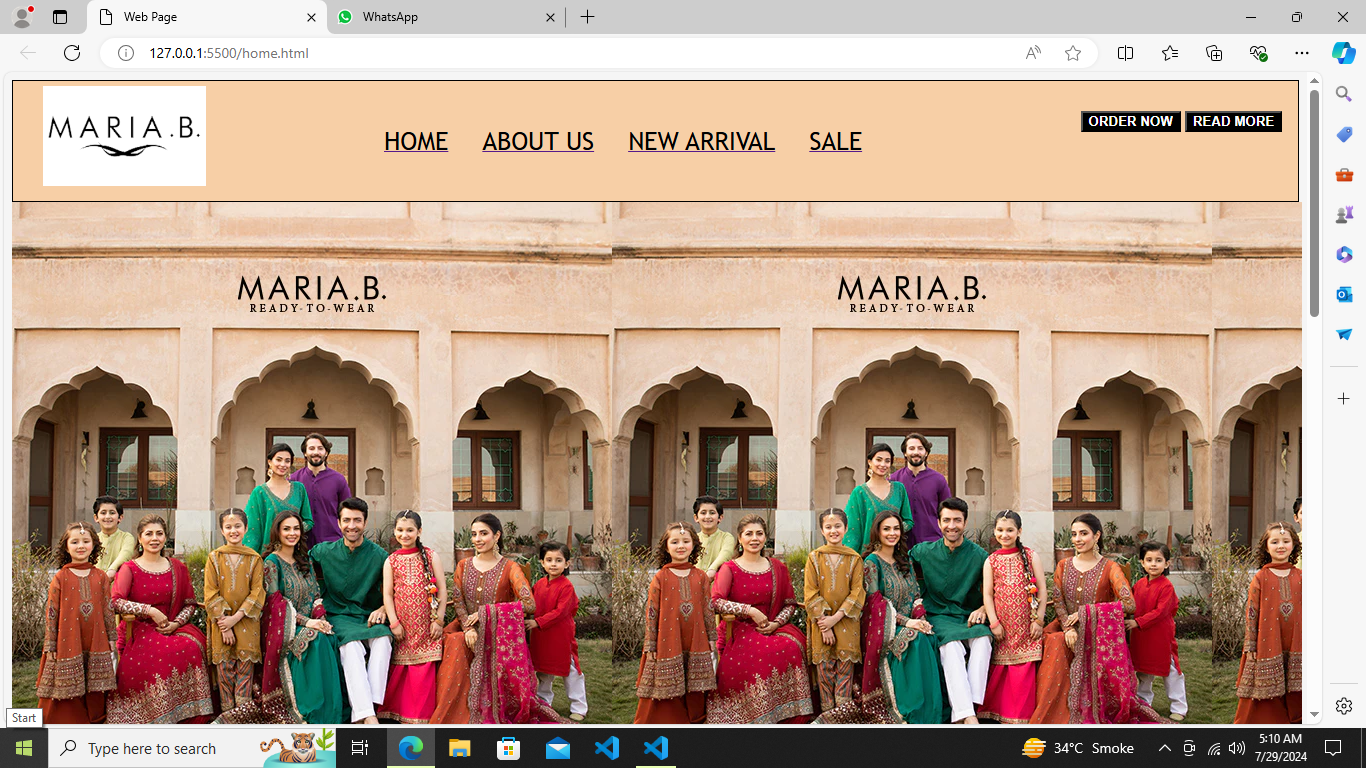 Web Page
WhatsApp
127.0.0.1:5500/home.html
MARIA.B.
HOME ABOUT US NEW ARRIVAL SALE
ORDER NOW READ MORE
MARIA.B.
READY-TO-WEAR
MARIA.B.
READY-TO-WEAR
Start
Type here to search
34°C Smoke
5:10 AM
7/29/2024